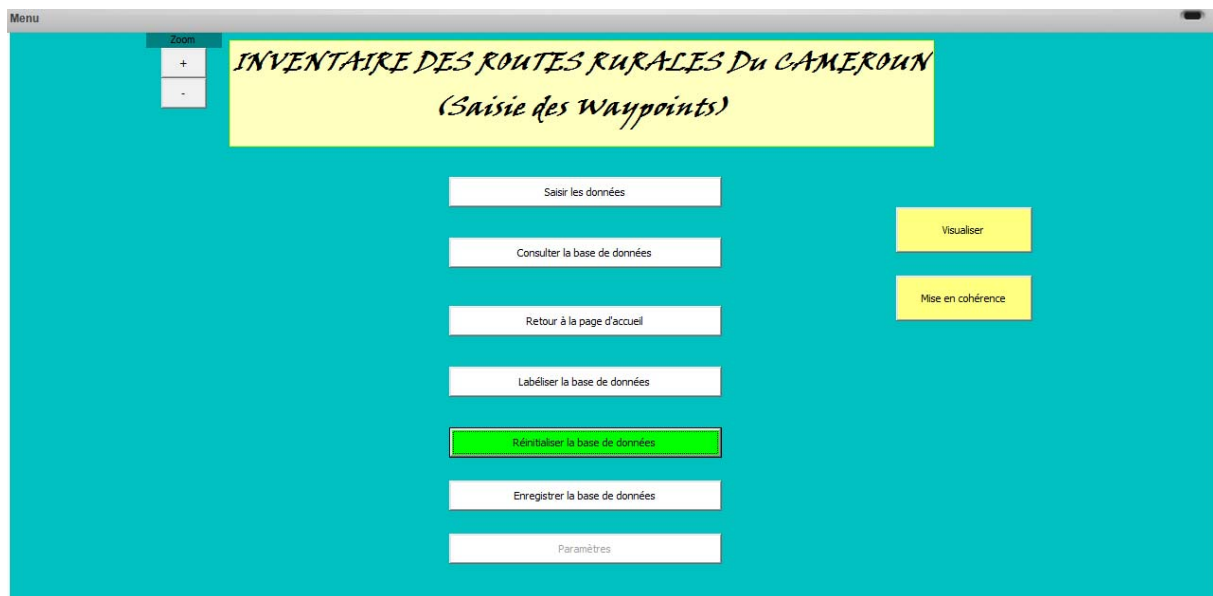 Menu
Zoom
+
-
INVENTAIRE DES ROUTES RURALES Du CAMEROUN
(Saisie des Waypoints)
Saisir les données
Consulter la base de données
Retour à la page d'accueil
Labéliser la base de données
Réinitialiser la base de données
Enregistrer la base de données
Paramètres
Visualiser
Mise en cohérence